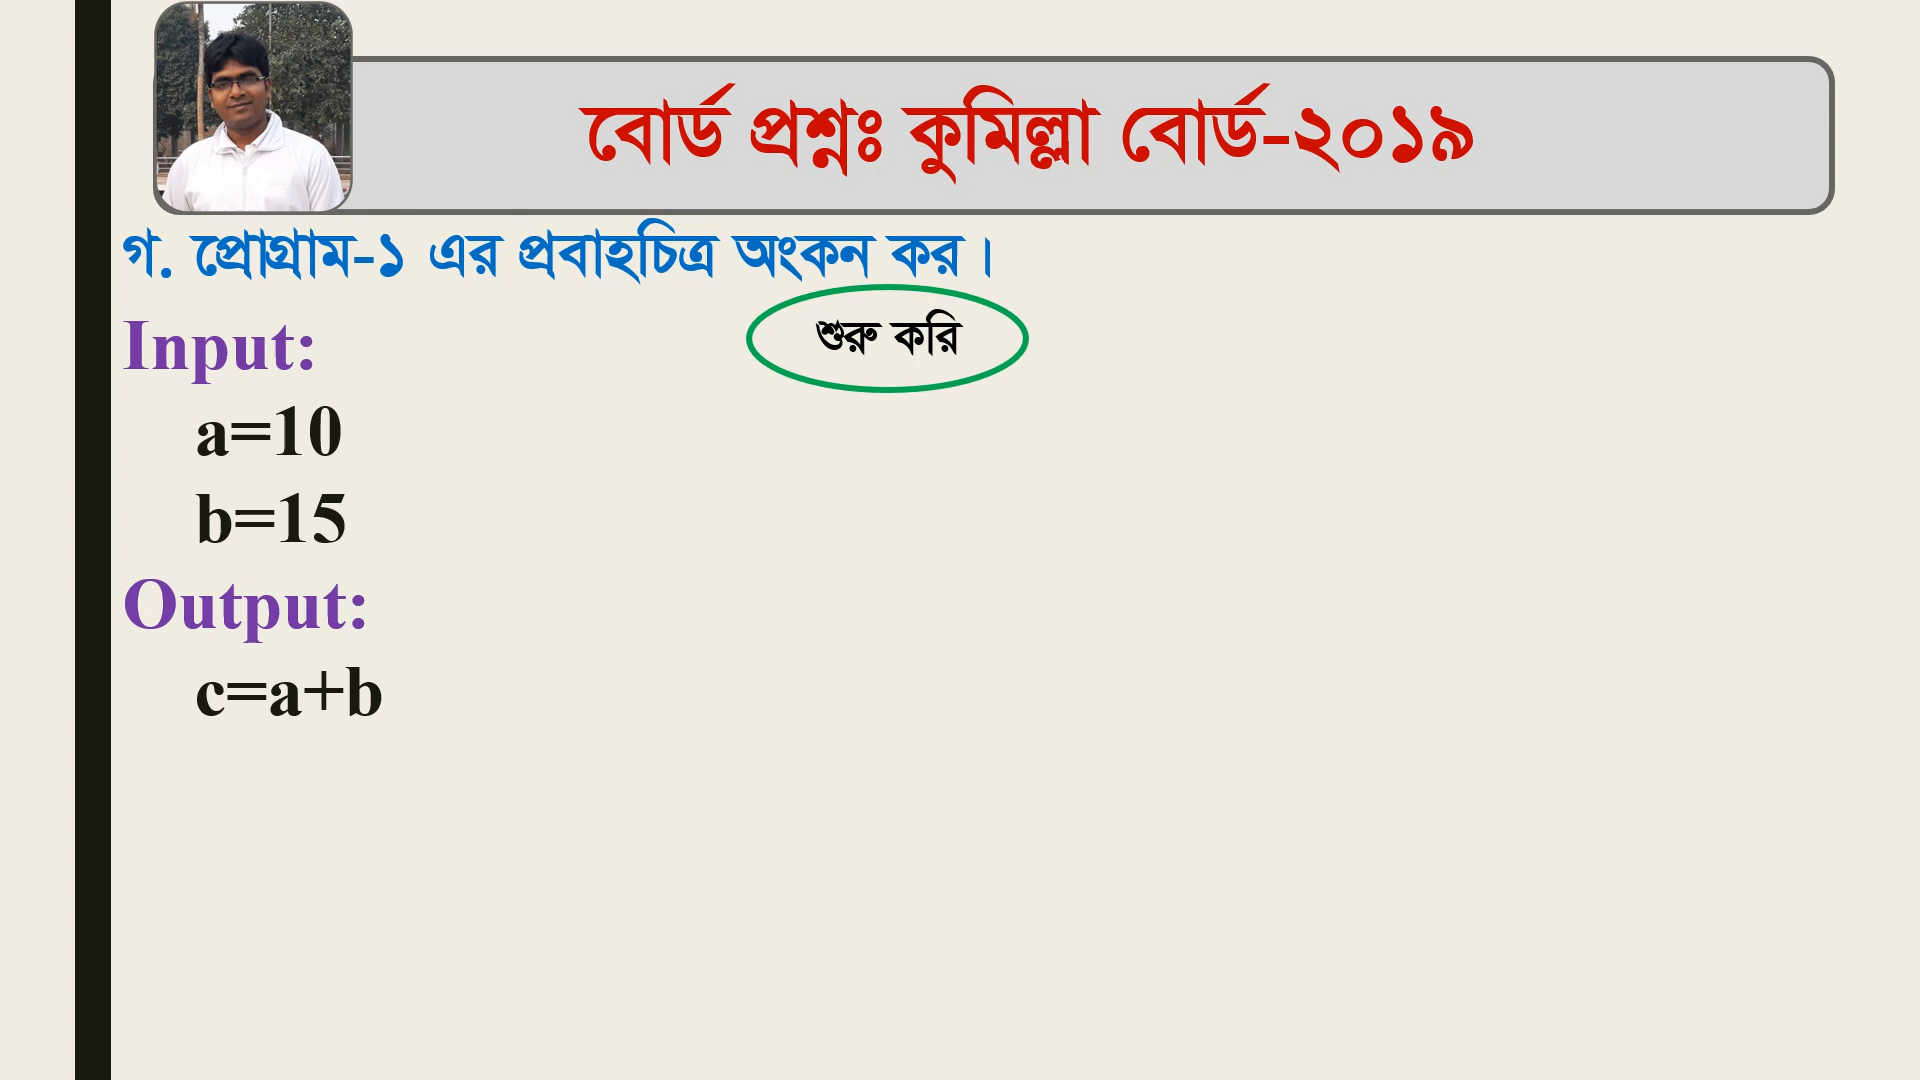 বোর্ড প্রশ্নঃ কুমিল্লা বোর্ড-২০১৯
গ. প্রোগ্রাম-১ এর প্রবাহচিত্র অংকন কর।
শুরু করি
Input:
a=10
b=15
Output:
c=a+b